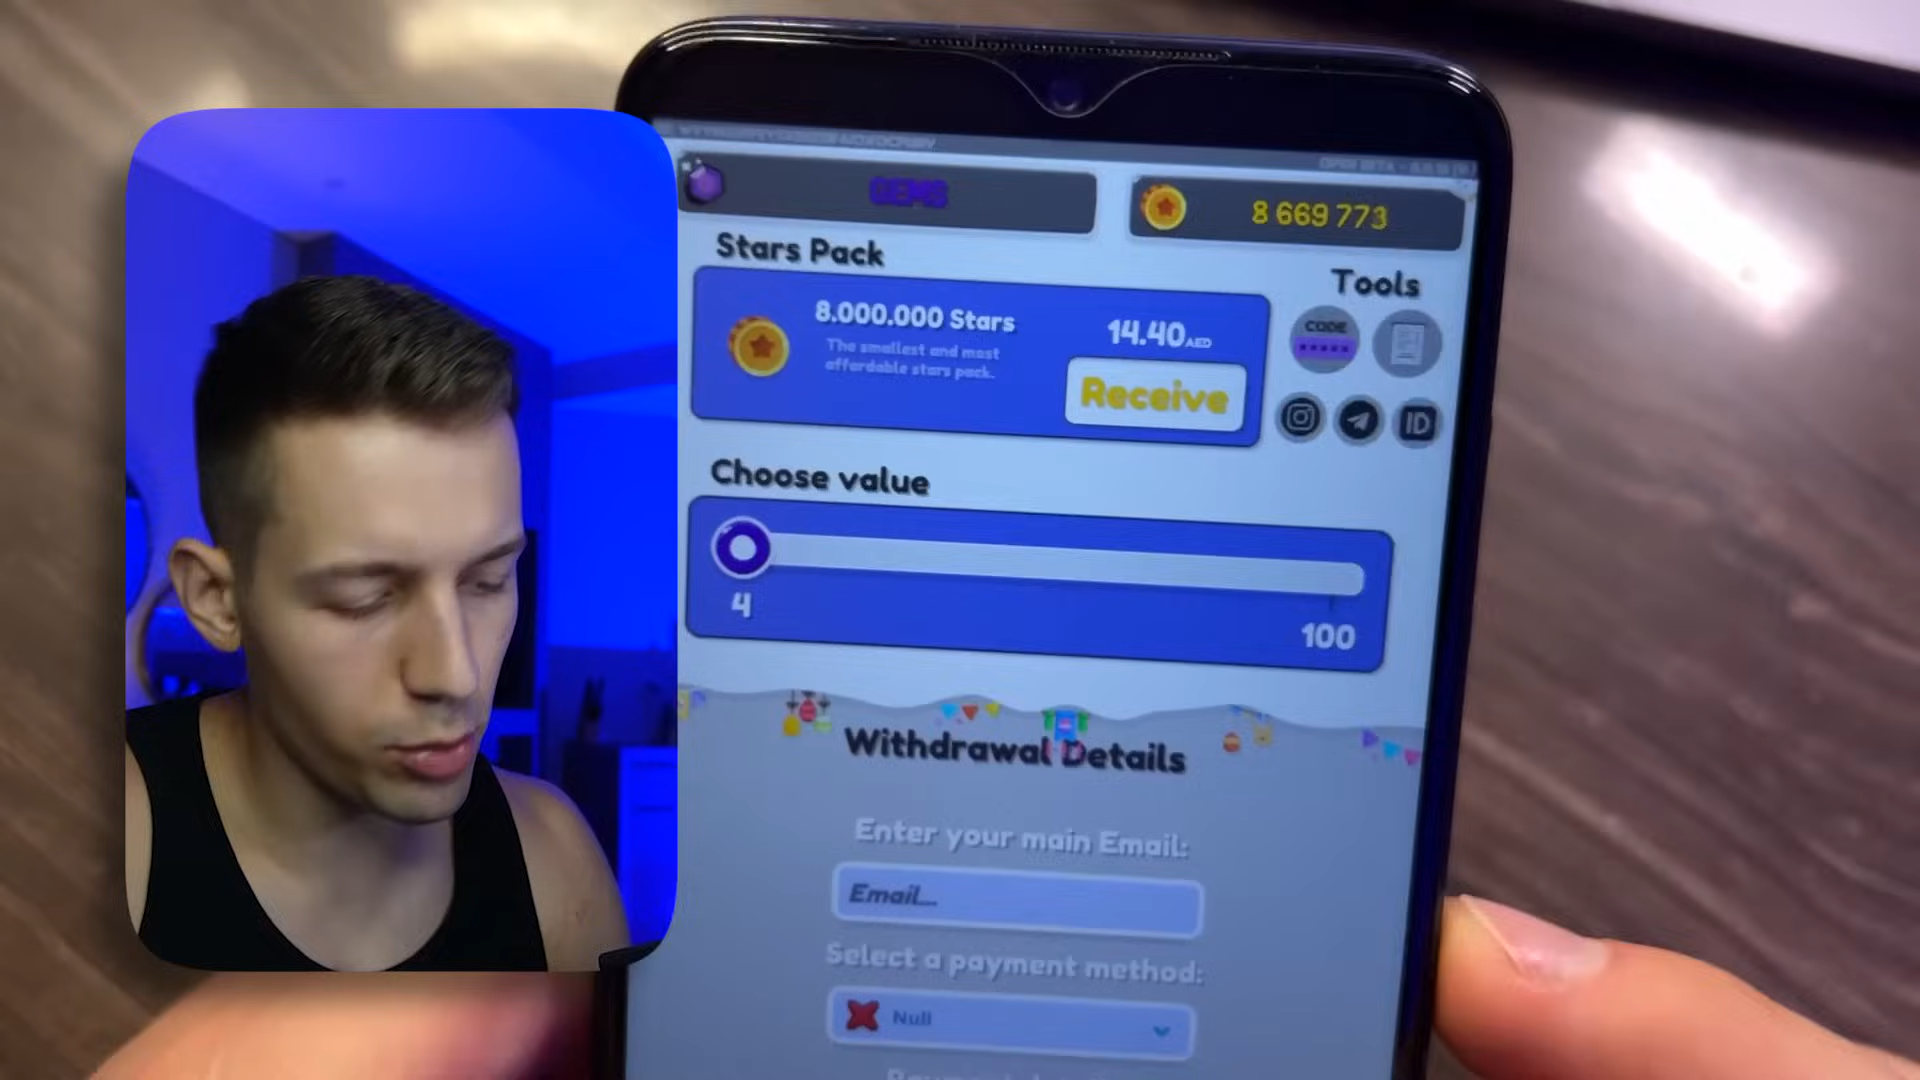 GEMS
8 669 773
Stars Pack
8.000.000 Stars
The smallest and most
affordable stars pack.
14.40AED
Receive
Tools
CODE
*****
ID
Choose value
4
100
Withdrawal Details
Enter your main Email:
Email...
Select a payment method:
Null